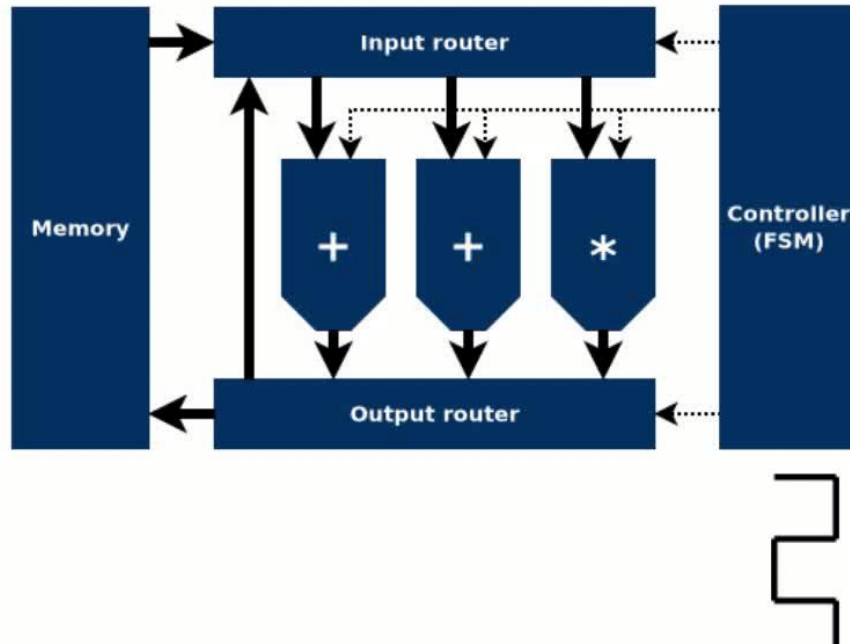 Input router
Memory
+
+
*
Controller
(FSM)
Output router